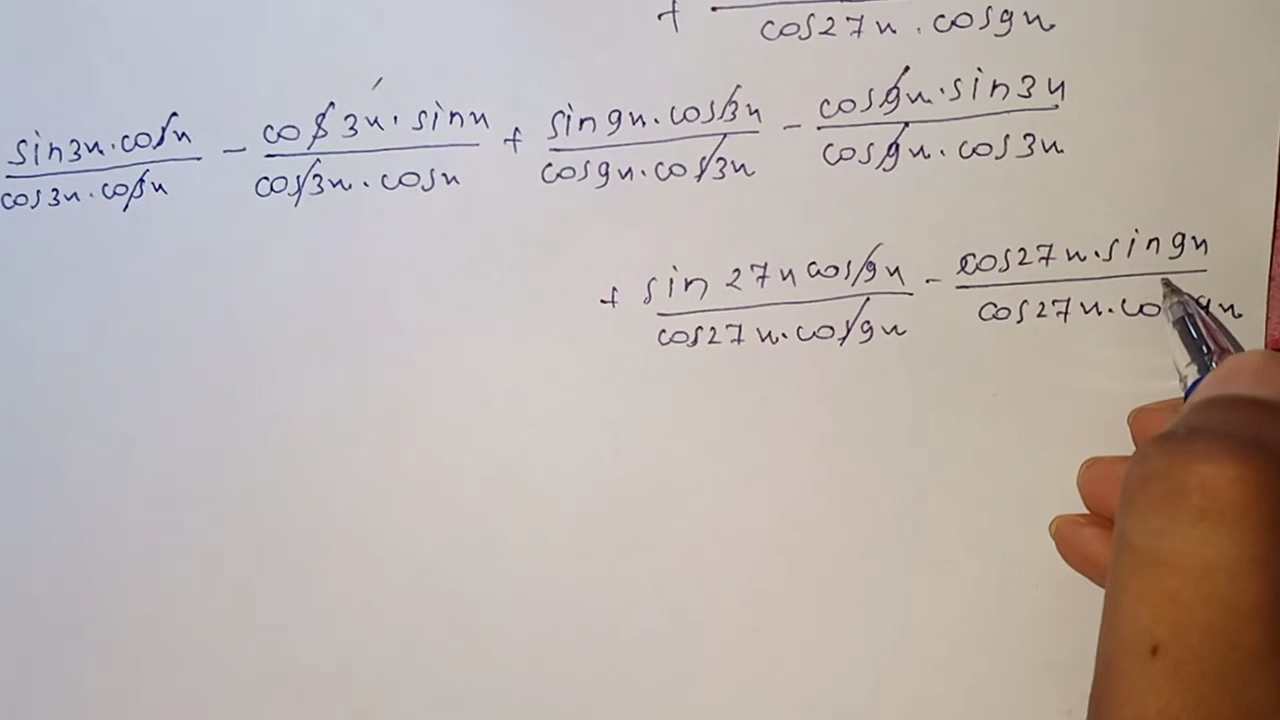 + ———
cos27x . cos9x
sin3x.cosx / cos3x.cosx - cos3x.sinx / cos3x.cosx + sin9x.cos3x / cos9x.cos3x - cos9x.sin3x / cos9x.cos3x
+ sin27x cos9x / cos27x.cos9x - cos27x.sin9x / cos27x.cos9x